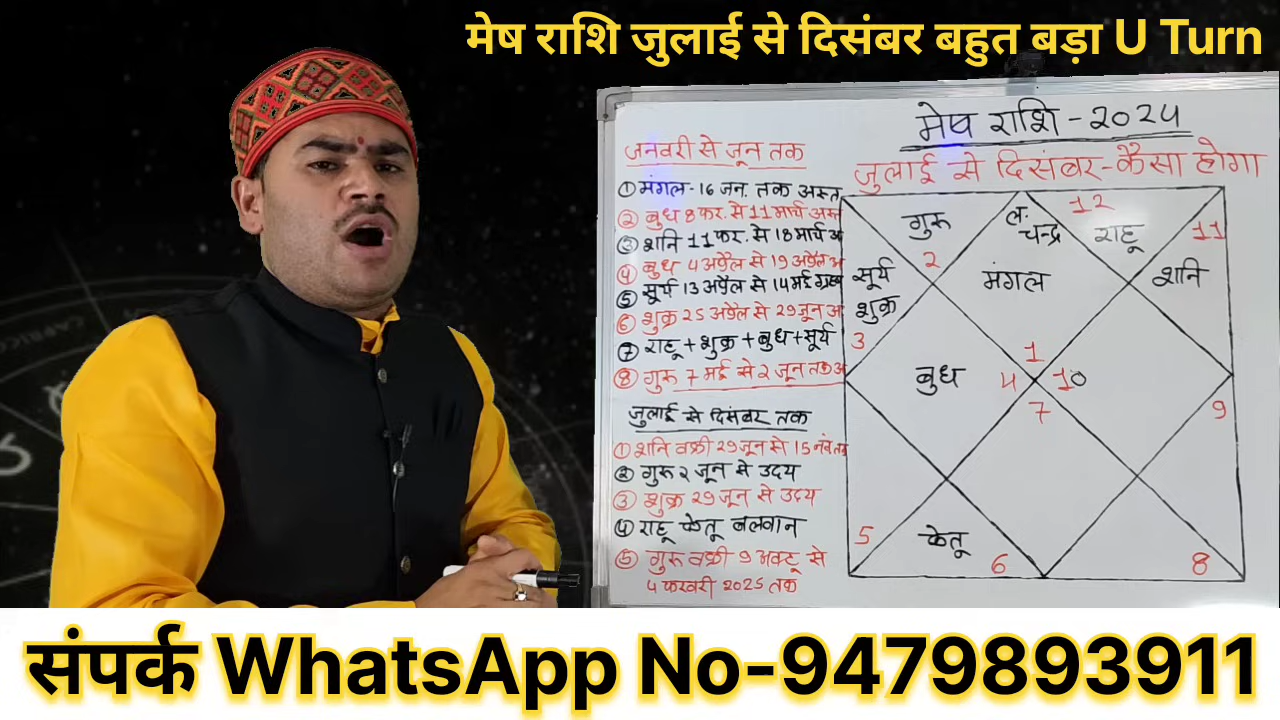 मेष राशि जुलाई से दिसंबर बहुत बड़ा U Turn
मेष राशि - २०२४
जुलाई से दिसंबर - कैसा होगा
जनवरी से जून तक
① मंगल - 16 जन. तक अस्त
② बुध 8 फर. से 11 मार्च अस्त
③ शनि 11 फर. से 18 मार्च अ
④ बुध 4 अप्रैल से 19 अप्रैल अ
⑤ सूर्य 13 अप्रैल से 14 मई ग्रहण
⑥ शुक्र 25 अप्रैल से 29 जून अ
⑦ राहू + शुक्र + बुध + सूर्य
⑧ गुरू 7 मई से २ जून तक अ
जुलाई से दिसंबर तक
① शनि वक्री 29 जून से 15 नवं तक
② गुरू २ जून से उदय
③ शुक्र 29 जून से उदय
④ राहू केतू बलवान
⑤ गुरू वक्री 9 अक्टू से
4 फरवरी 2025 तक
गुरू
2
ल.
चन्द्र
12
राहू
11
सूर्य
शुक्र
मंगल
शनि
3
1
बुध
4
10
7
9
5
केतू
6
8
संपर्क WhatsApp No-9479893911